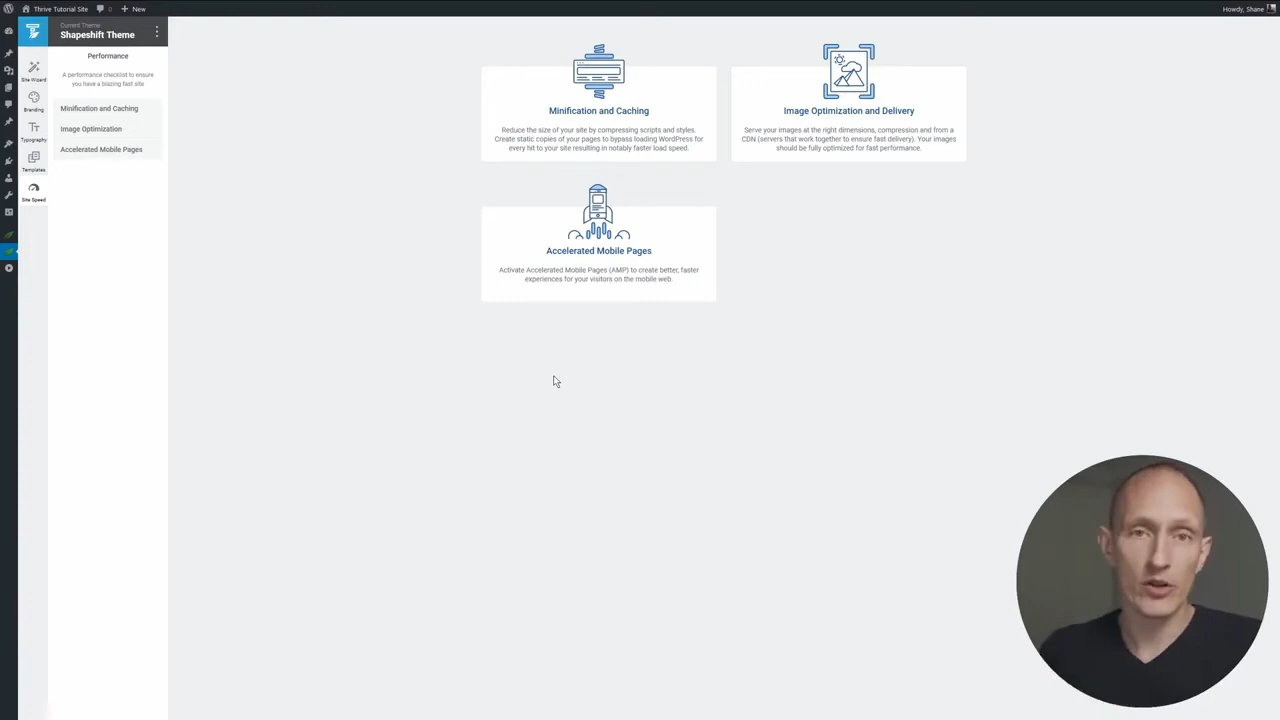 Thrive Tutorial Site
0
New
Howdy, Shane
Current Theme:
Shapeshift Theme
Performance
A performance checklist to ensure
you have a blazing fast site
Minification and Caching
Image Optimization
Accelerated Mobile Pages
Site Wizard
Branding
Typography
Templates
Site Speed
Minification and Caching
Reduce the size of your site by compressing scripts and styles.
Create static copies of your pages to bypass loading WordPress for
every hit to your site resulting in notably faster load speed.
Image Optimization and Delivery
Serve your images at the right dimensions, compression and from a
CDN (servers that work together to ensure fast delivery). Your images
should be fully optimized for fast performance.
Accelerated Mobile Pages
Activate Accelerated Mobile Pages (AMP) to create better, faster
experiences for your visitors on the mobile web.